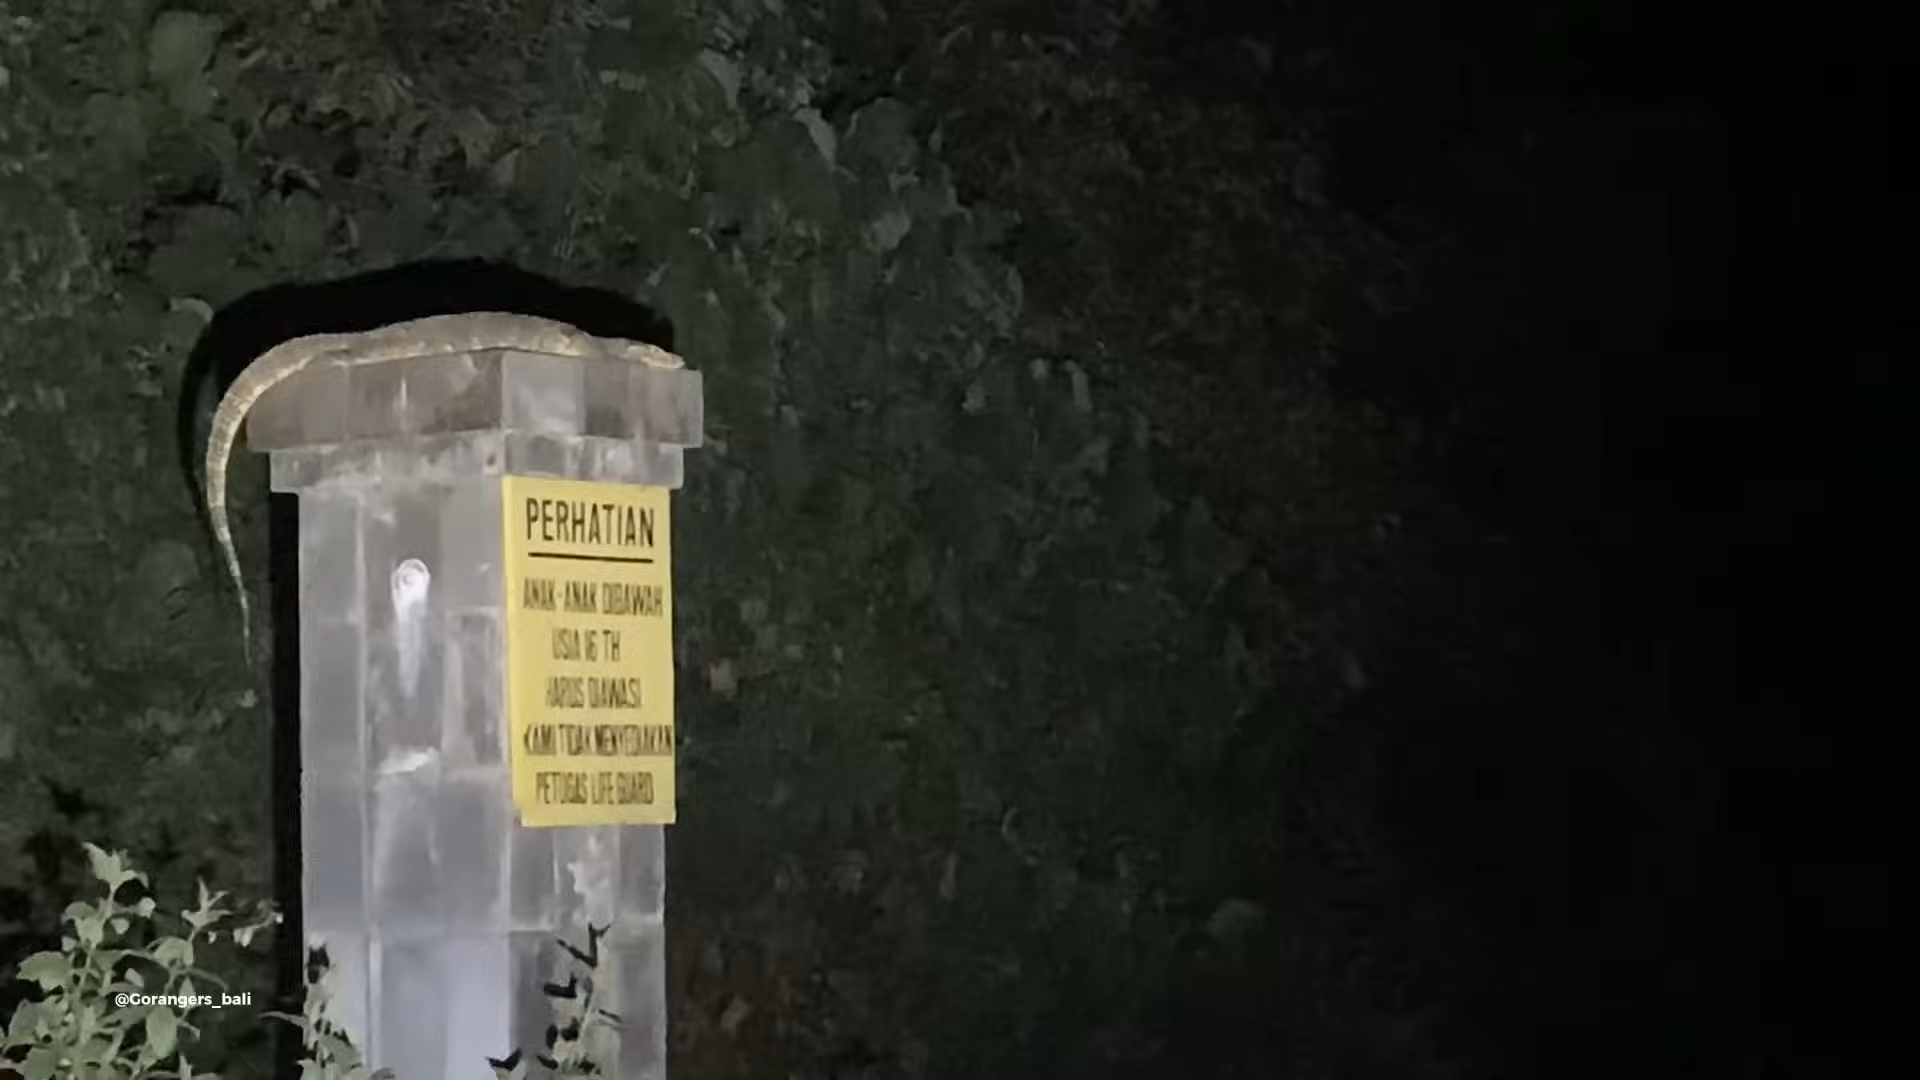 PERHATIAN
ANAK-ANAK DIBAWAH
USIA 16 TH
HARUS DIAWASI
KAMI TIDAK MENYEDIAKAN
PETUGAS LIFE GUARD
@Gorangers_bali